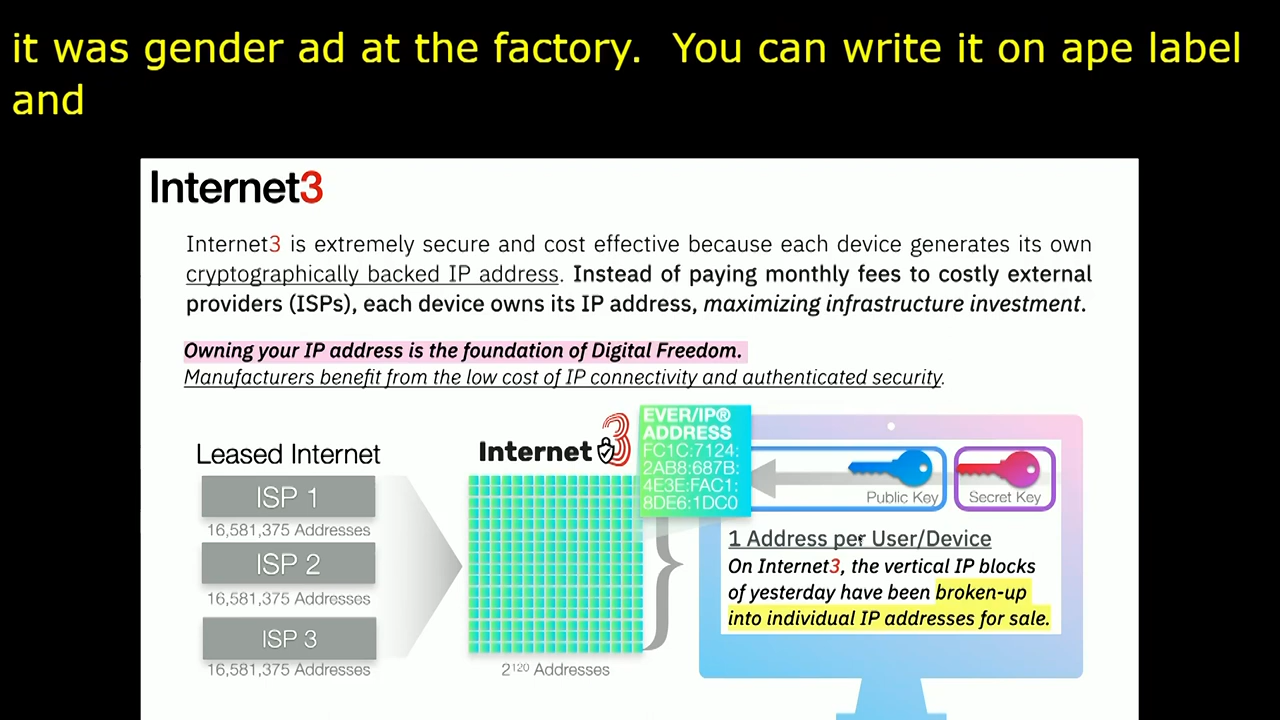 it was gender ad at the factory.  You can write it on ape label
and
Internet3
Internet3 is extremely secure and cost effective because each device generates its own
cryptographically backed IP address. Instead of paying monthly fees to costly external
providers (ISPs), each device owns its IP address, maximizing infrastructure investment.
Owning your IP address is the foundation of Digital Freedom.
Manufacturers benefit from the low cost of IP connectivity and authenticated security.
Leased Internet
ISP 1
16,581,375 Addresses
ISP 2
16,581,375 Addresses
ISP 3
16,581,375 Addresses
Internet 3
2¹²⁰ Addresses
EVER/IP®
ADDRESS
FC1C:7124:
2AB8:687B:
4E3E:FAC1:
8DE6:1DC0
Public Key
Secret Key
1 Address per User/Device
On Internet3, the vertical IP blocks
of yesterday have been broken-up
into individual IP addresses for sale.